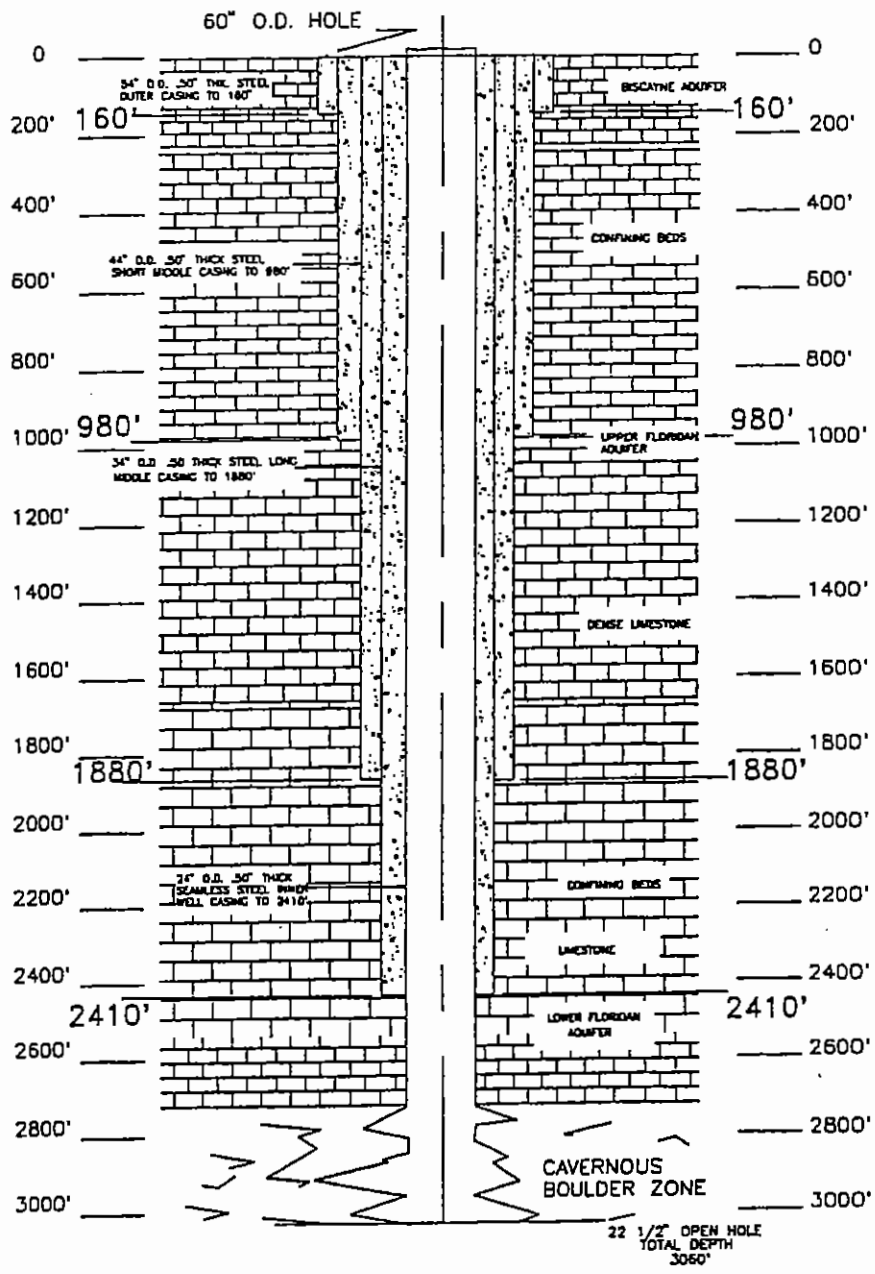 60" O.D. HOLE
0
54" O.D. .50" THIC STEEL
OUTER CASING TO 160"
160'
200'
400'
44" O.D. .50" THICK STEEL
SHORT MIDDLE CASING TO 980'
600'
800'
980'
1000'
34" O.D .50 THICK STEEL LONG
MIDDLE CASING TO 1880'
1200'
1400'
1600'
1800'
1880'
2000'
24" O.D. .50" THICK
SEAMLESS STEEL INNER
WELL CASING TO 2410'
2200'
2400'
2410'
2600'
2800'
3000'
0
BISCAYNE AQUIFER
160'
200'
400'
CONFINING BEDS
600'
800'
980'
UPPER FLORIDAN
AQUIFER
1000'
1200'
1400'
DENSE LIMESTONE
1600'
1800'
1880'
2000'
CONFINING BEDS
2200'
LIMESTONE
2400'
2410'
LOWER FLORIDAN
AQUIFER
2600'
2800'
CAVERNOUS
BOULDER ZONE
3000'
22 1/2" OPEN HOLE
TOTAL DEPTH
3060'